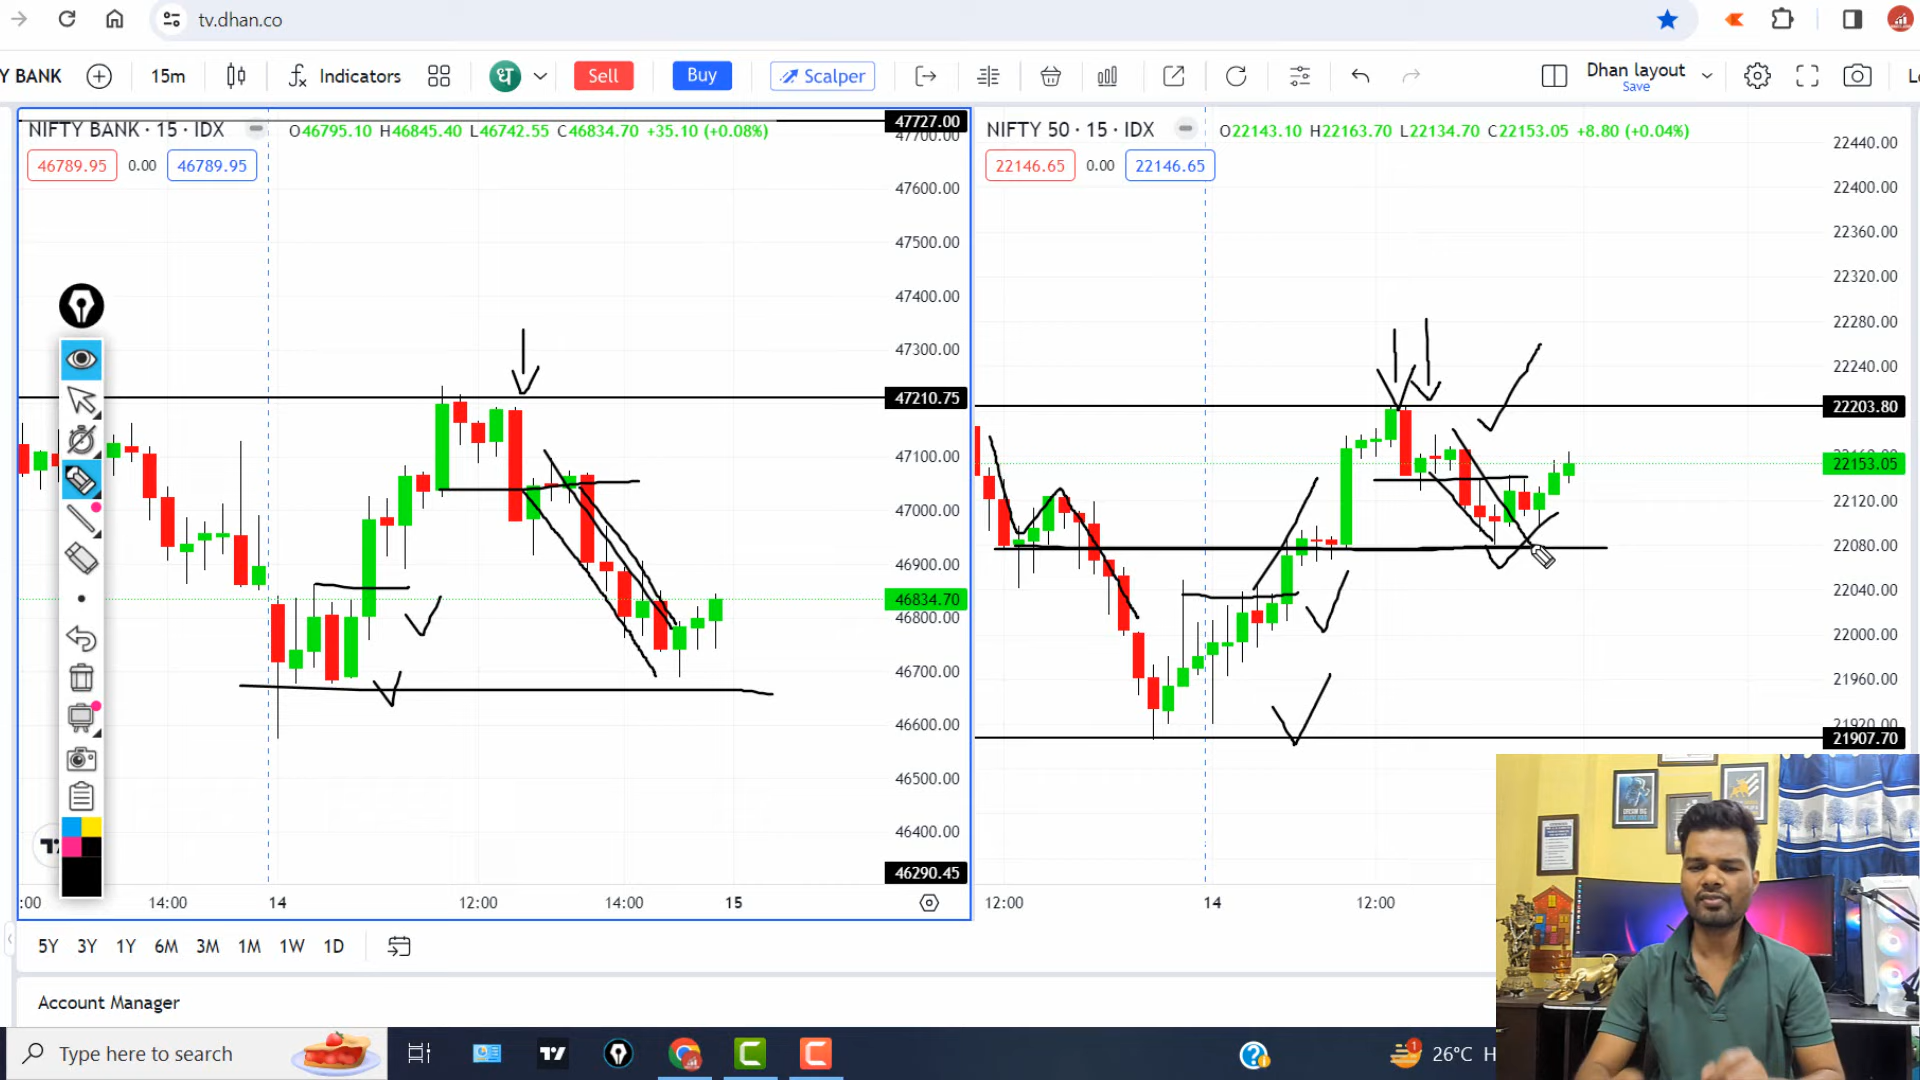 tv.dhan.co
Y BANK
15m
Indicators
ध
Sell
Buy
Scalper
Dhan layout
Save
NIFTY BANK · 15 · IDX
O46795.10 H46845.40 L46742.55 C46834.70 +35.10 (+0.08%)
46789.95 0.00 46789.95
47727.00
47700.00
47600.00
47500.00
47400.00
47300.00
47210.75
47100.00
47000.00
46900.00
46834.70
46800.00
46700.00
46600.00
46500.00
46400.00
46290.45
:00
14:00
14
12:00
14:00
15
NIFTY 50 · 15 · IDX
O22143.10 H22163.70 L22134.70 C22153.05 +8.80 (+0.04%)
22146.65 0.00 22146.65
22440.00
22400.00
22360.00
22320.00
22280.00
22240.00
22203.80
22153.05
22120.00
22080.00
22040.00
22000.00
21960.00
21920.00
21907.70
12:00
14
12:00
5Y 3Y 1Y 6M 3M 1M 1W 1D
Account Manager
Type here to search
1
26°C H